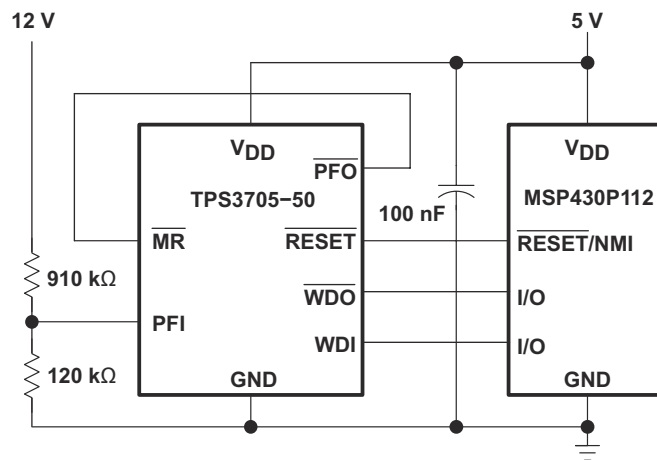 12 V
5 V
VDD
VDD
PFO
TPS3705−50
MSP430P112
100 nF
MR
RESET
RESET/NMI
910 kΩ
WDO
I/O
PFI
WDI
I/O
120 kΩ
GND
GND